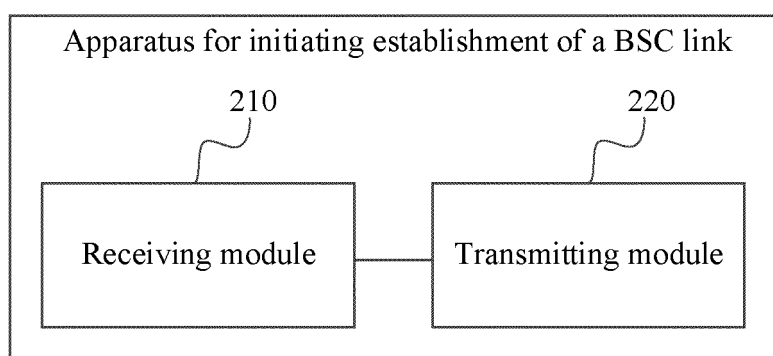 Apparatus for initiating establishment of a BSC link
210
220
Receiving module
Transmitting module